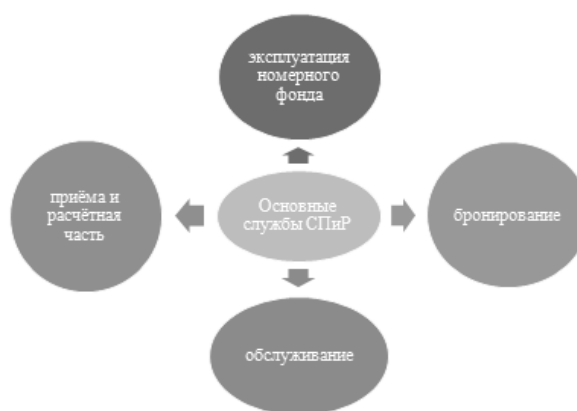 эксплуатация
номерного
фонда
приёма и
расчётная
часть
Основные
службы СПиР
бронирование
обслуживание